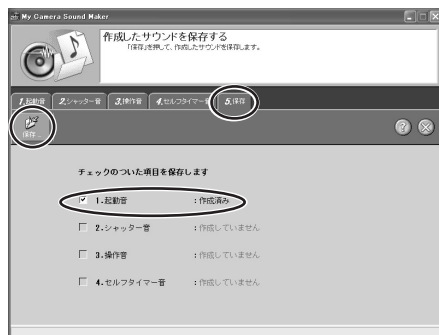 My Camera Sound Maker
作成したサウンドを保存する
「保存」を押して、作成したサウンドを保存します。
1.起動音 2.シャッター音 3.操作音 4.セルフタイマー音 5.保存
保存...
チェックのついた項目を保存します
1.起動音 :作成済み
2.シャッター音 :作成していません
3.操作音 :作成していません
4.セルフタイマー音 :作成していません